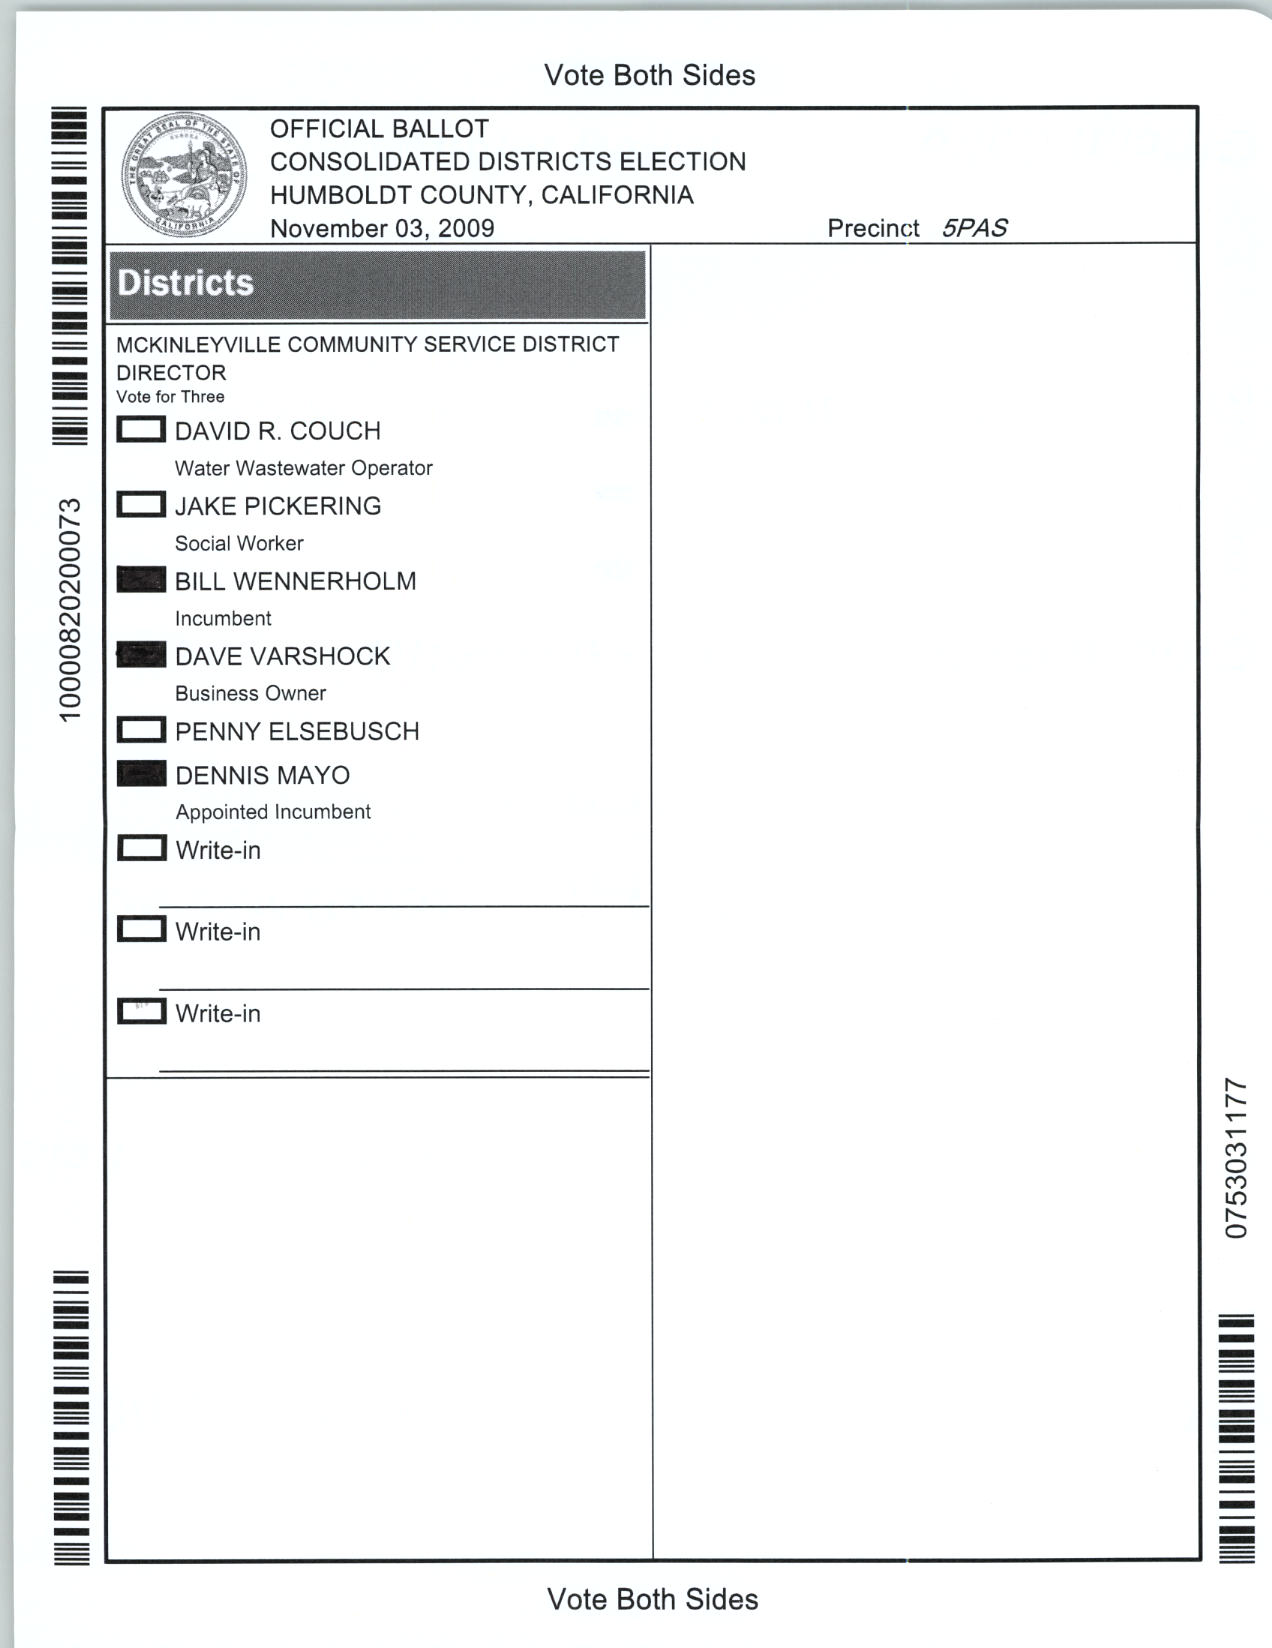 Vote Both Sides
THE GREAT SEAL OF THE STATE OF CALIFORNIA
EUREKA
OFFICIAL BALLOT
CONSOLIDATED DISTRICTS ELECTION
HUMBOLDT COUNTY, CALIFORNIA
November 03, 2009 Precinct 5PAS
Districts
MCKINLEYVILLE COMMUNITY SERVICE DISTRICT
DIRECTOR
Vote for Three
DAVID R. COUCH
Water Wastewater Operator
JAKE PICKERING
Social Worker
BILL WENNERHOLM
Incumbent
DAVE VARSHOCK
Business Owner
PENNY ELSEBUSCH
DENNIS MAYO
Appointed Incumbent
Write-in
Write-in
Write-in
10000820200073
0753031177
Vote Both Sides